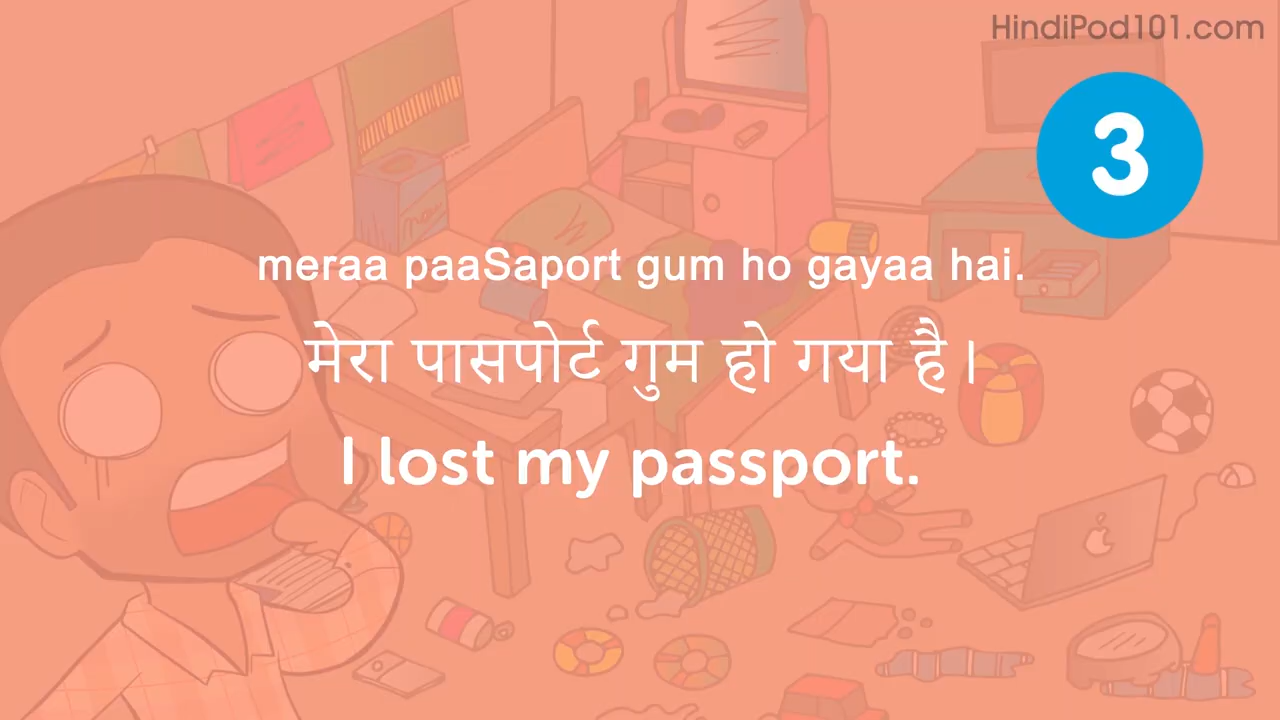 HindiPod101.com
3
meraa paaSaport gum ho gayaa hai.
मेरा पासपोर्ट गुम हो गया है।
I lost my passport.